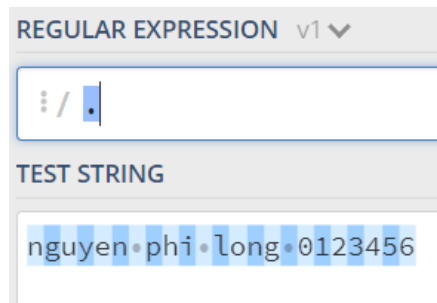 REGULAR EXPRESSION v1
/ .
TEST STRING
nguyen·phi·long·0123456